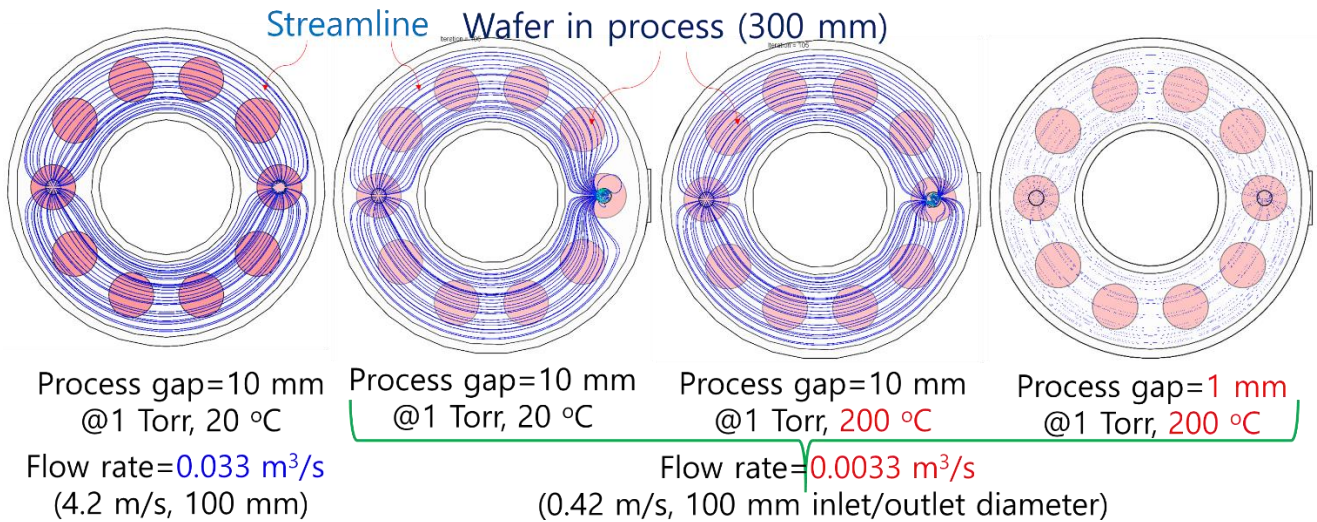 Streamline
Wafer in process (300 mm)
Iteration = 105
Process gap=10 mm
@1 Torr, 20 °C
Flow rate=0.033 m³/s
(4.2 m/s, 100 mm)
Process gap=10 mm
@1 Torr, 20 °C
Process gap=10 mm
@1 Torr, 200 °C
Process gap=1 mm
@1 Torr, 200 °C
Flow rate=0.0033 m³/s
(0.42 m/s, 100 mm inlet/outlet diameter)